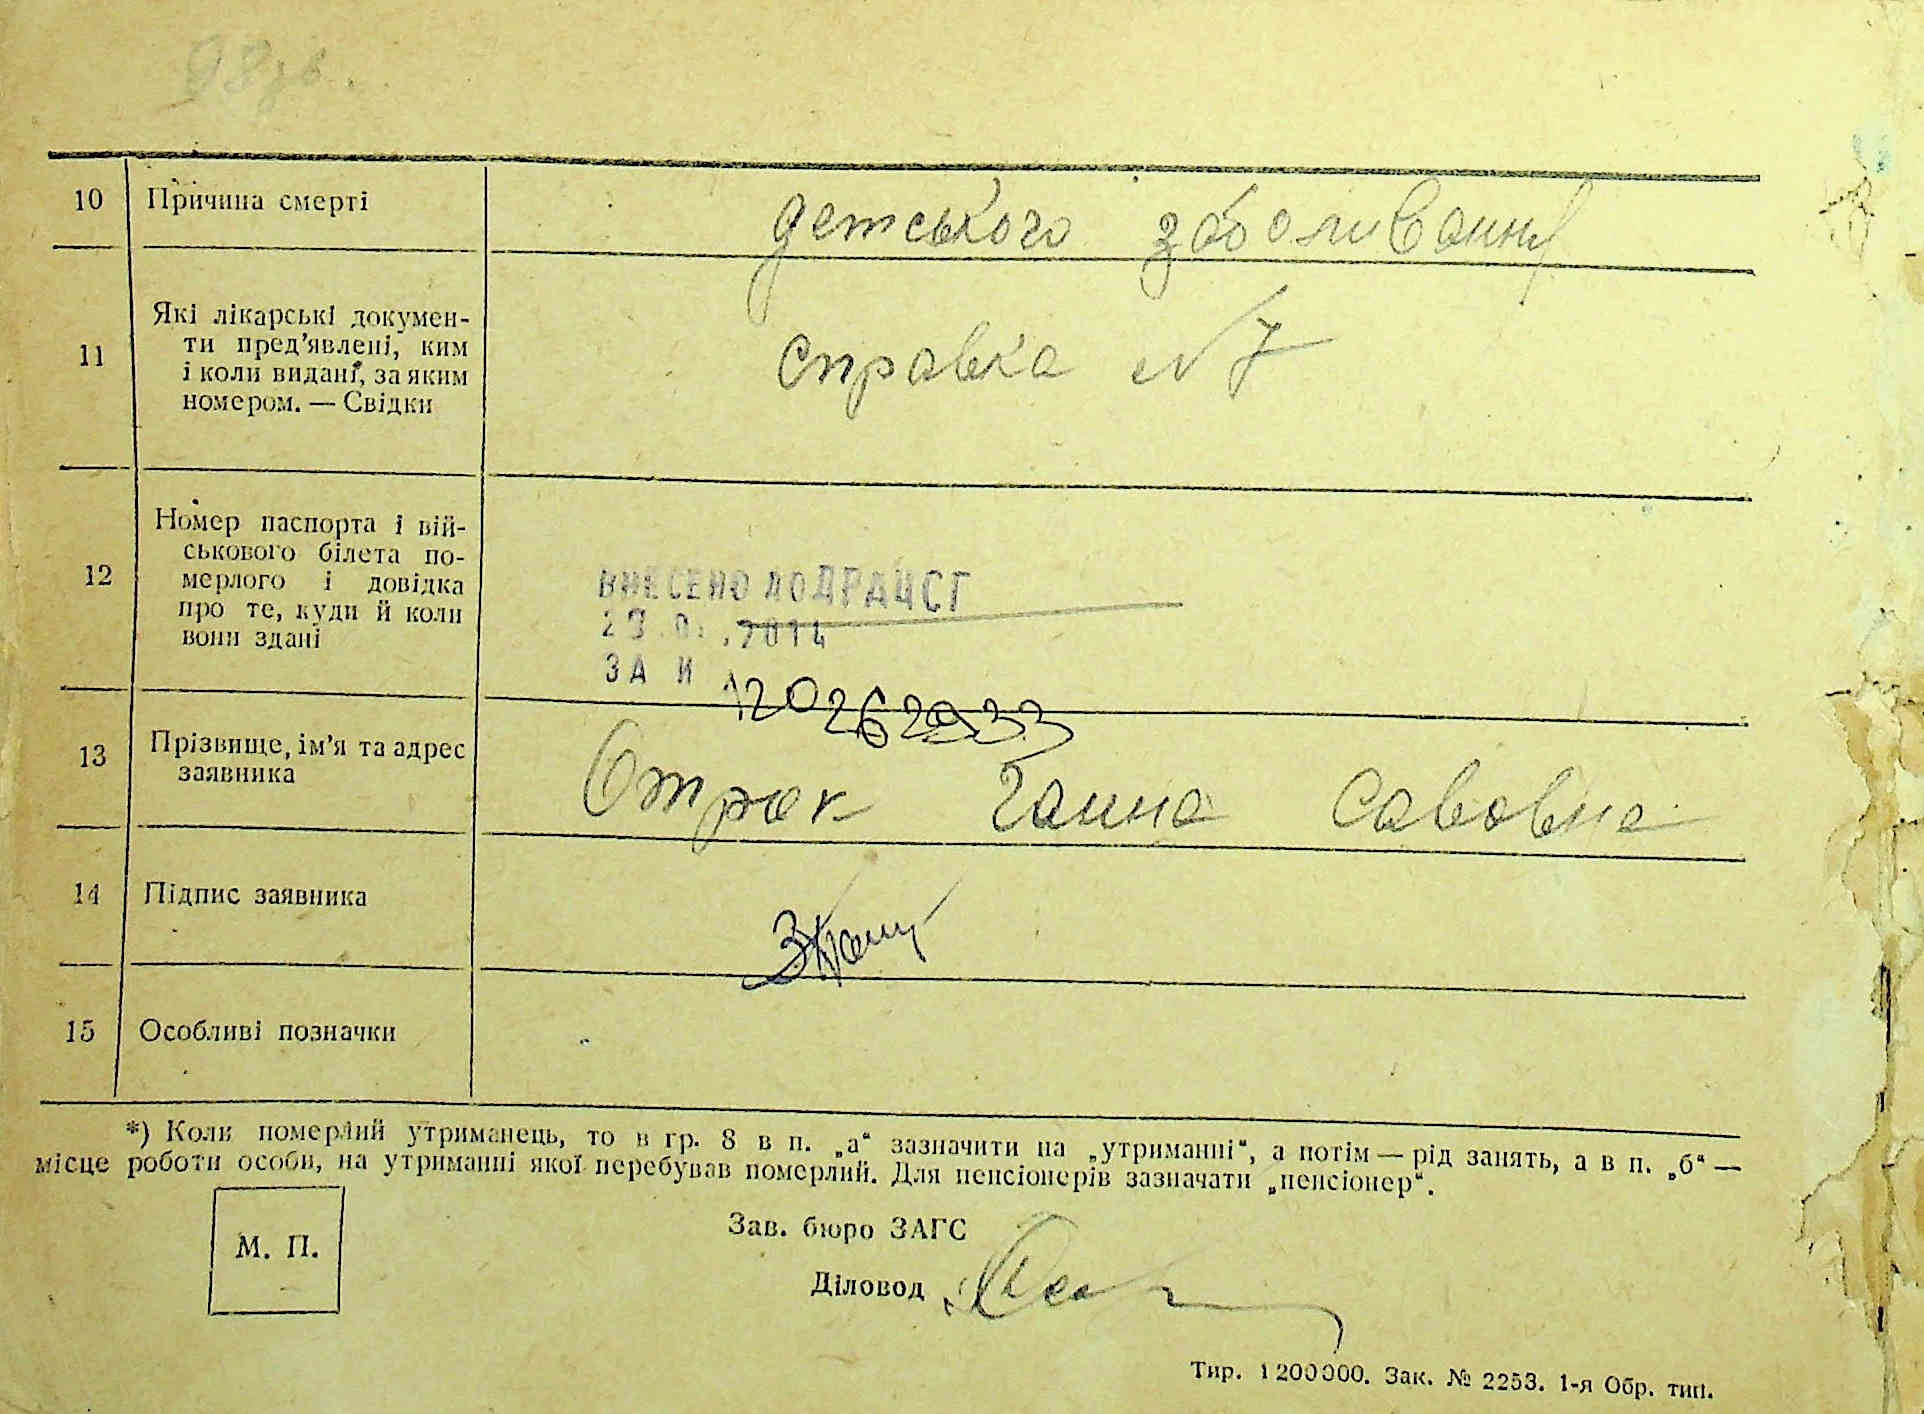 98зв.
10 Причина смерті детського заболивання
11 Які лікарські докумен-
ти пред’явлені, ким
і коли видані, за яким
номером. — Свідки
справка № 7
12 Номер паспорта і вій-
ськового білета по-
мерлого і довідка
про те, куди й коли
вони здані
ВНЕСЕНО ДО ДРАЦСГ
2014
ЗА №
13 Прізвище, ім’я та адрес
заявника
Ганна Савовна
14 Підпис заявника
15 Особливі позначки
*) Коли померлий утриманець, то в гр. 8 в п. „а“ зазначити на „утриманні“, а потім — рід занять, а в п. „б“ —
місце роботи особи, на утриманні якої перебував померлий. Для пенсіонерів зазначати „пенсіонер“.
М. П.
Зав. бюро ЗАГС
Діловод
Тир. 1200000. Зак. № 2253. 1-я Обр. тип.